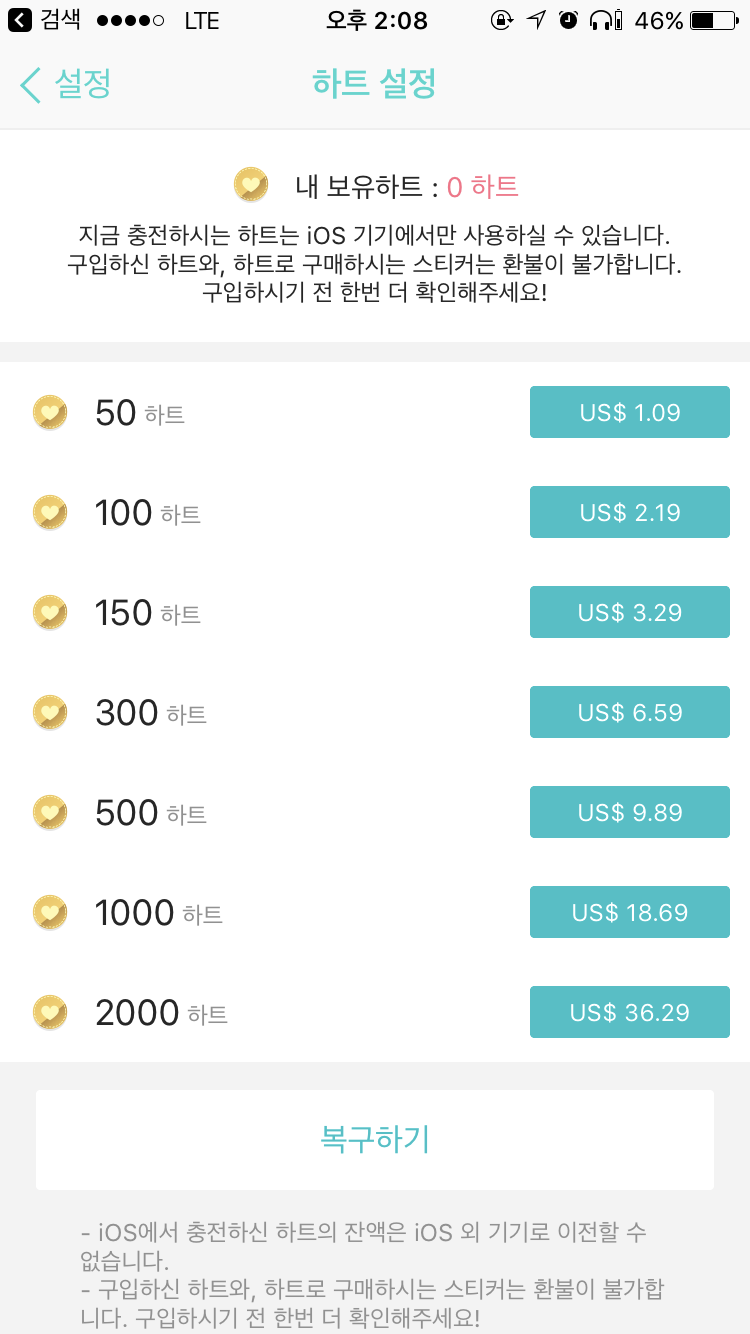 검색 LTE 오후 2:08 46%
설정 하트 설정
내 보유하트 : 0 하트
지금 충전하시는 하트는 iOS 기기에서만 사용하실 수 있습니다.
구입하신 하트와, 하트로 구매하시는 스티커는 환불이 불가합니다.
구입하시기 전 한번 더 확인해주세요!
50 하트 US$ 1.09
100 하트 US$ 2.19
150 하트 US$ 3.29
300 하트 US$ 6.59
500 하트 US$ 9.89
1000 하트 US$ 18.69
2000 하트 US$ 36.29
복구하기
- iOS에서 충전하신 하트의 잔액은 iOS 외 기기로 이전할 수
없습니다.
- 구입하신 하트와, 하트로 구매하시는 스티커는 환불이 불가합
니다. 구입하시기 전 한번 더 확인해주세요!